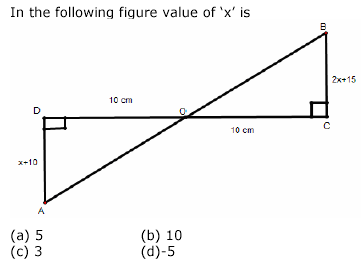 In the following figure value of ‘x’ is
B
2x+15
10 cm
D
O
10 cm
C
x+10
A
(a) 5 (b) 10
(c) 3 (d)-5